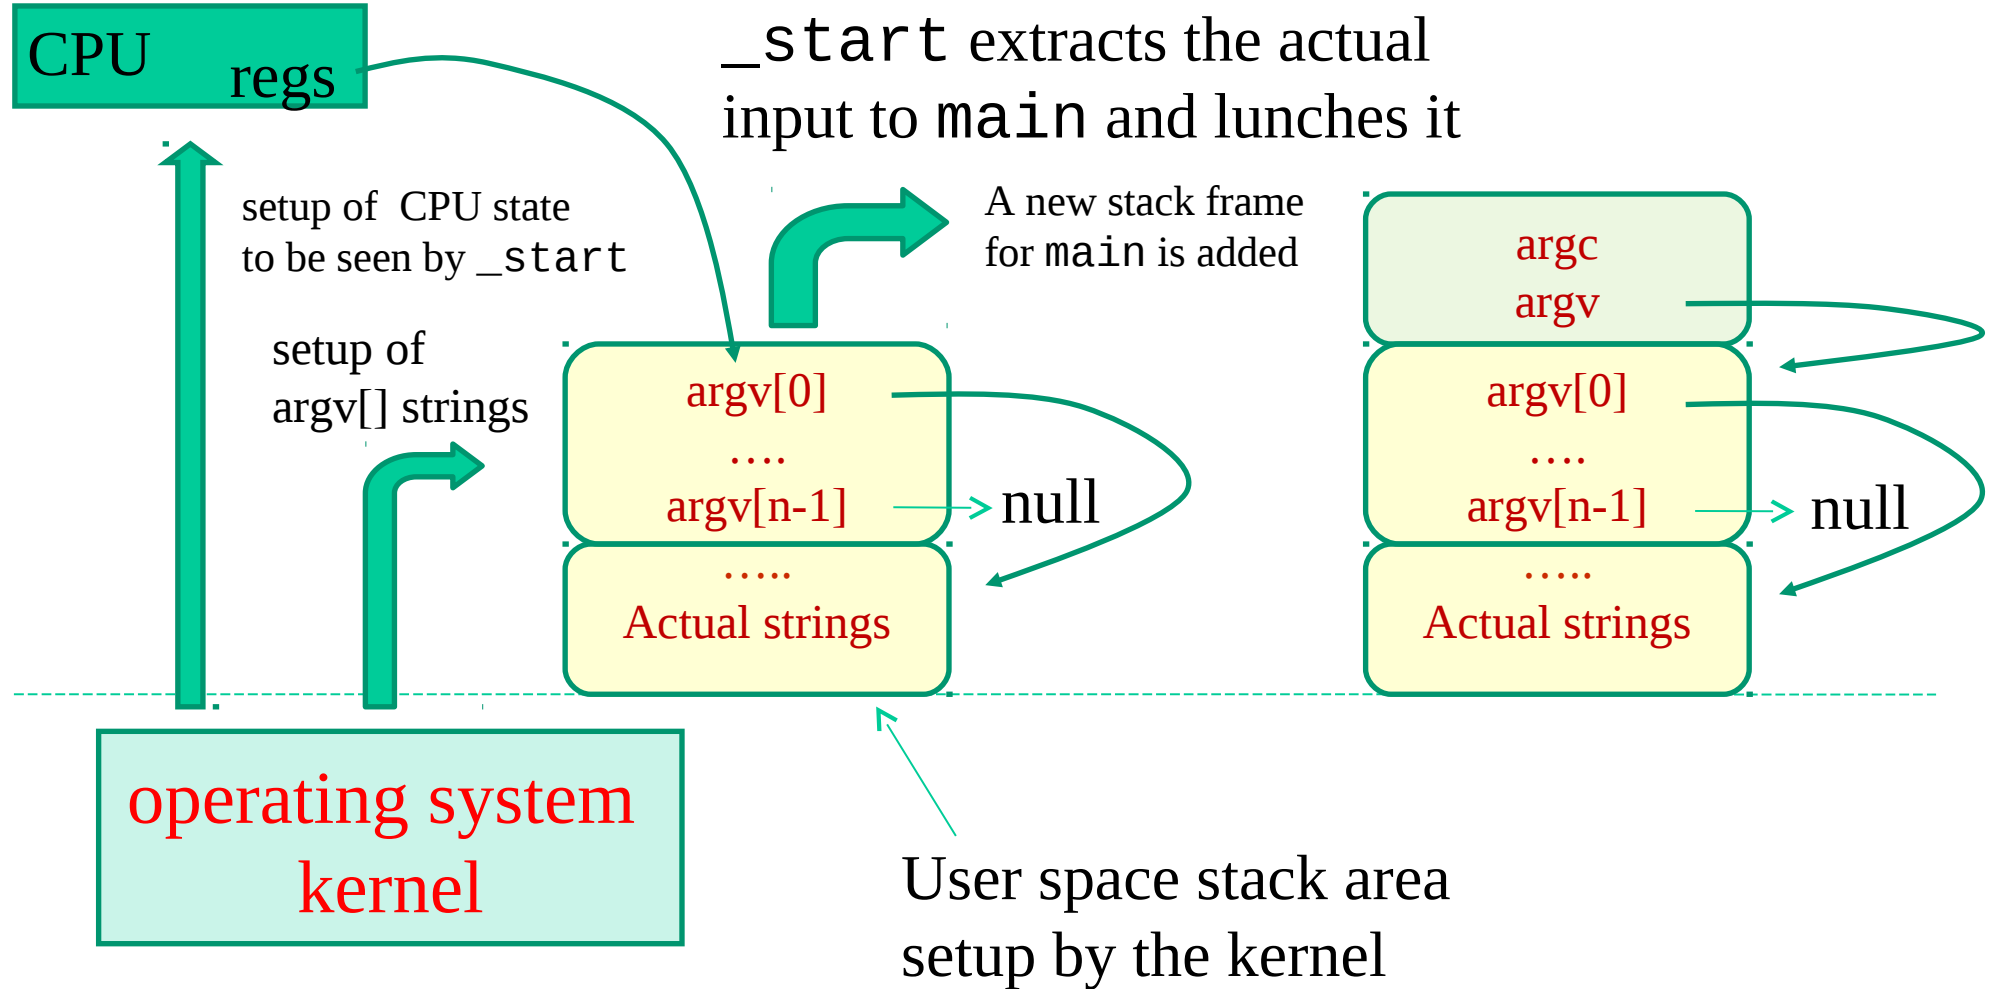 CPU
regs
_start extracts the actual
input to main and lunches it
setup of  CPU state
to be seen by _start
A new stack frame
for main is added
setup of
argv[] strings
argv[0]
....
argv[n-1]
null
.....
Actual strings
argc
argv
argv[0]
....
argv[n-1]
null
.....
Actual strings
operating system
kernel
User space stack area
setup by the kernel